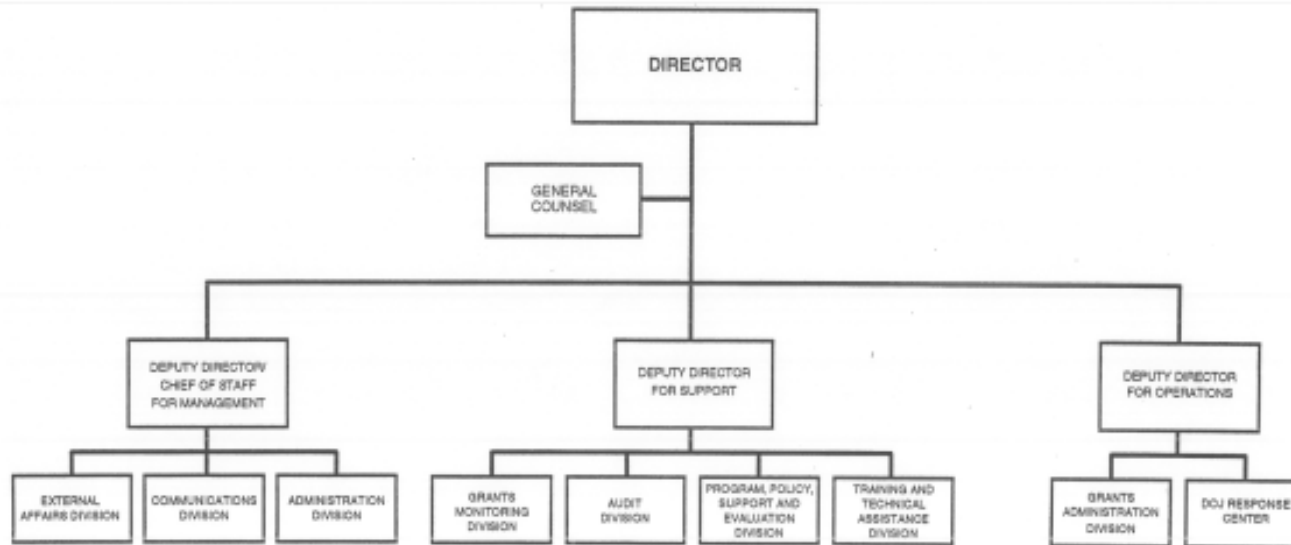 DIRECTOR
GENERAL
COUNSEL
DEPUTY DIRECTOR/
CHIEF OF STAFF
FOR MANAGEMENT
DEPUTY DIRECTOR
FOR SUPPORT
DEPUTY DIRECTOR
FOR OPERATIONS
EXTERNAL
AFFAIRS DIVISION
COMMUNICATIONS
DIVISION
ADMINISTRATION
DIVISION
GRANTS
MONITORING
DIVISION
AUDIT
DIVISION
PROGRAM, POLICY,
SUPPORT AND
EVALUATION
DIVISION
TRAINING AND
TECHNICAL
ASSISTANCE
DIVISION
GRANTS
ADMINISTRATION
DIVISION
DOJ RESPONSE
CENTER